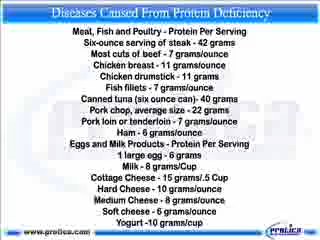 Diseases Caused From Protein Deficiency
Meat, Fish and Poultry - Protein Per Serving
Six-ounce serving of steak - 42 grams
Most cuts of beef - 7 grams/ounce
Chicken breast - 11 grams/ounce
Chicken drumstick - 11 grams
Fish fillets - 7 grams/ounce
Canned tuna (six ounce can)- 40 grams
Pork chop, average size - 22 grams
Pork loin or tenderloin - 7 grams/ounce
Ham - 6 grams/ounce
Eggs and Milk Products - Protein Per Serving
1 large egg - 6 grams
Milk - 8 grams/Cup
Cottage Cheese - 15 grams/.5 Cup
Hard Cheese - 10 grams/ounce
Medium Cheese - 8 grams/ounce
Soft cheese - 6 grams/ounce
Yogurt -10 grams/cup
www.protica.com
protica